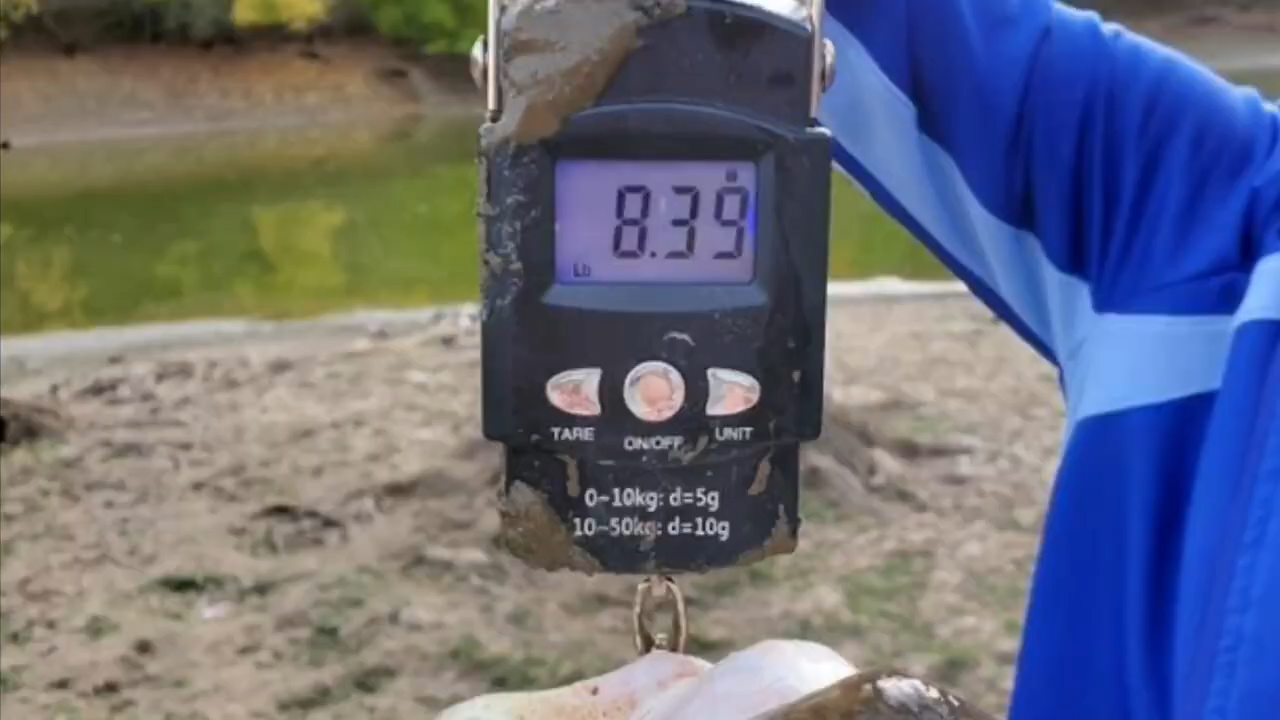 8.39
Lb
TARE ON/OFF UNIT
0~10kg: d=5g
10~50kg: d=10g